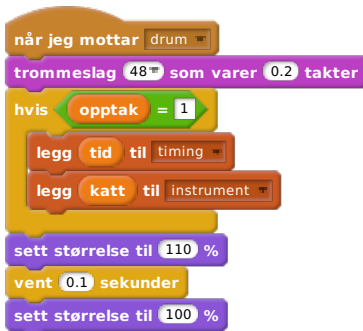 når jeg mottar drum
trommeslag 48 som varer 0.2 takter
hvis opptak = 1
legg tid til timing
legg katt til instrument
sett størrelse til 110 %
vent 0.1 sekunder
sett størrelse til 100 %